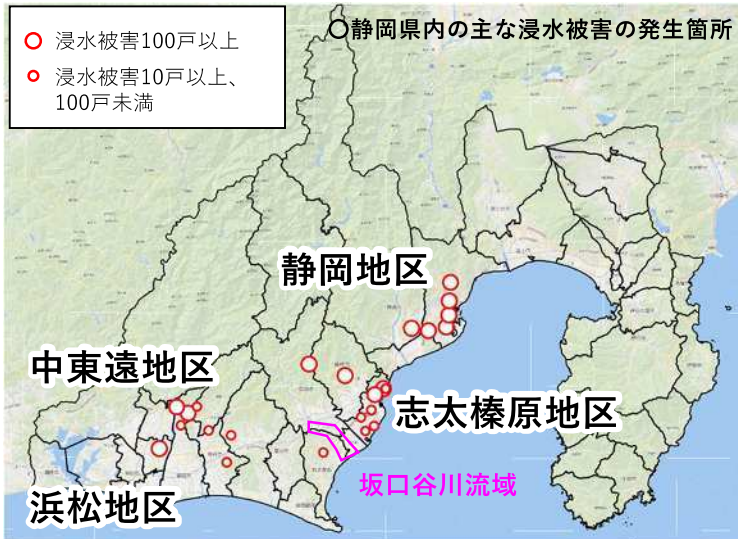 ○静岡県内の主な浸水被害の発生箇所
浸水被害100戸以上
浸水被害10戸以上、
100戸未満
静岡地区
中東遠地区
志太榛原地区
坂口谷川流域
浜松地区